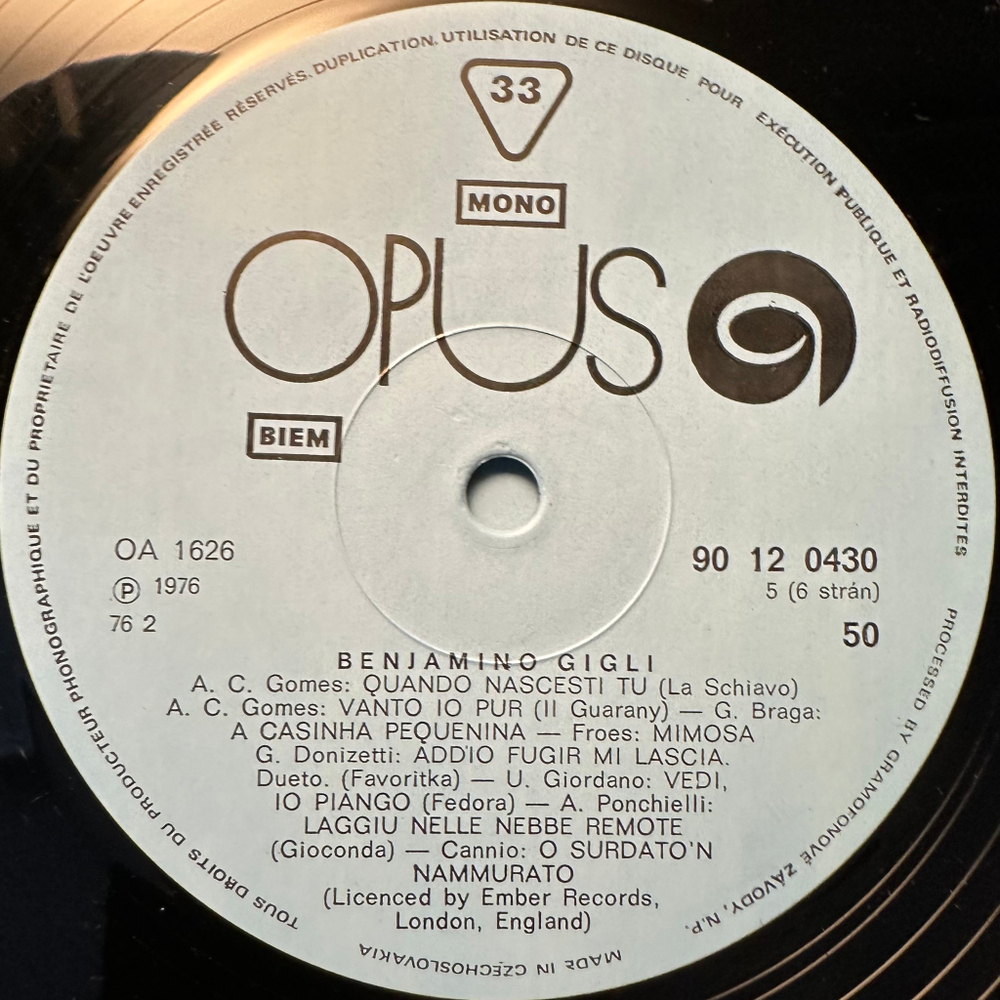 TOUS DROITS DU PRODUCTEUR PHONOGRAPHIQUE ET DU PROPRIETAIRE DE L'OEUVRE ENREGISTRÉE RÉSERVÉS. DUPLICATION, UTILISATION DE CE DISQUE POUR EXÉCUTION PUBLIQUE ET RADIODIFFUSION INTERDITES
33
MONO
OPUS
BIEM
OA 1626
℗ 1976
76 2
90 12 0430
5 (6 strán)
50
BENJAMINO GIGLI
A. C. Gomes: QUANDO NASCESTI TU (La Schiavo)
A. C. Gomes: VANTO IO PUR (Il Guarany) — G. Braga:
A CASINHA PEQUENINA — Froes: MIMOSA
G. Donizetti: ADDIO FUGIR MI LASCIA.
Dueto. (Favoritka) — U. Giordano: VEDI,
IO PIANGO (Fedora) — A. Ponchielli:
LAGGIU NELLE NEBBE REMOTE
(Gioconda) — Cannio: O SURDATO'N
NAMMURATO
(Licenced by Ember Records,
London, England)
PROCESSED BY GRAMOFONOVÉ ZÁVODY, N.P.
MADE IN CZECHOSLOVAKIA